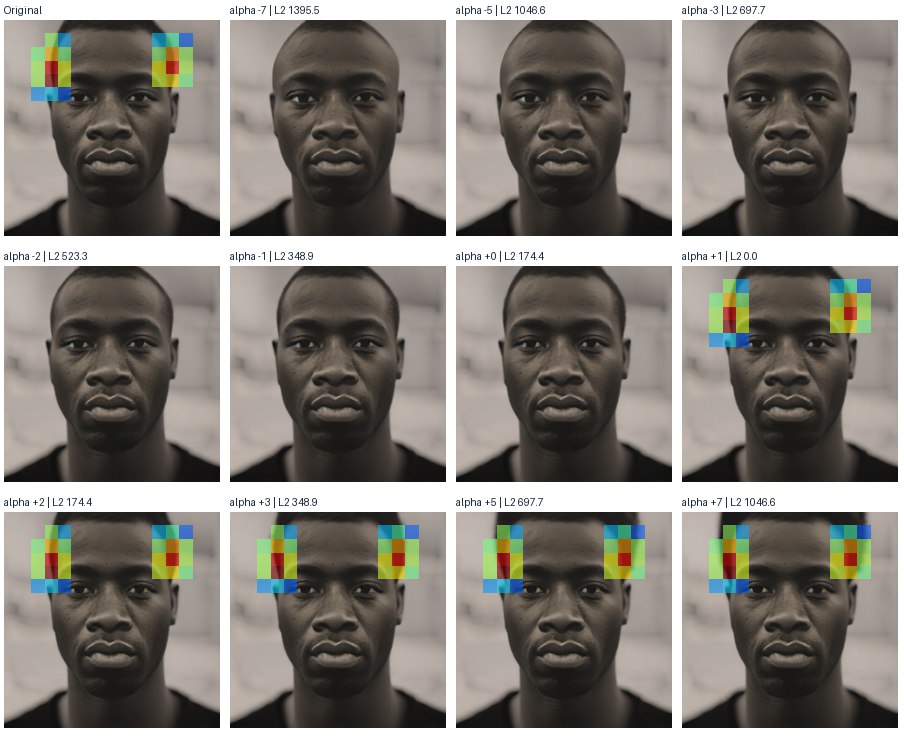 Original
alpha -7 | L2 1395.5
alpha -5 | L2 1046.6
alpha -3 | L2 697.7
alpha -2 | L2 523.3
alpha -1 | L2 348.9
alpha +0 | L2 174.4
alpha +1 | L2 0.0
alpha +2 | L2 174.4
alpha +3 | L2 348.9
alpha +5 | L2 697.7
alpha +7 | L2 1046.6